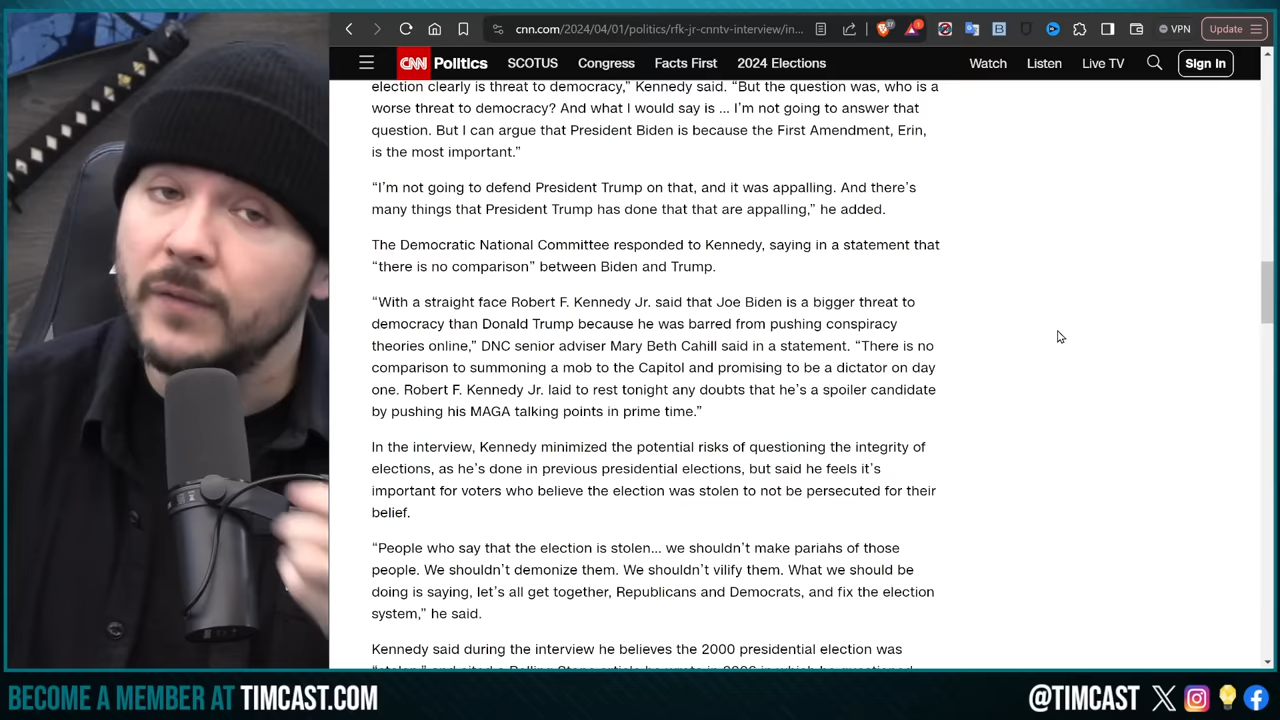 cnn.com/2024/04/01/politics/rfk-jr-cnntv-interview/in...
VPN
Update
CNN Politics
SCOTUS
Congress
Facts First
2024 Elections
Watch
Listen
Live TV
Sign in
election clearly is threat to democracy,” Kennedy said. “But the question was, who is a
worse threat to democracy? And what I would say is ... I’m not going to answer that
question. But I can argue that President Biden is because the First Amendment, Erin,
is the most important.”
“I’m not going to defend President Trump on that, and it was appalling. And there’s
many things that President Trump has done that that are appalling,” he added.
The Democratic National Committee responded to Kennedy, saying in a statement that
“there is no comparison” between Biden and Trump.
“With a straight face Robert F. Kennedy Jr. said that Joe Biden is a bigger threat to
democracy than Donald Trump because he was barred from pushing conspiracy
theories online,” DNC senior adviser Mary Beth Cahill said in a statement. “There is no
comparison to summoning a mob to the Capitol and promising to be a dictator on day
one. Robert F. Kennedy Jr. laid to rest tonight any doubts that he’s a spoiler candidate
by pushing his MAGA talking points in prime time.”
In the interview, Kennedy minimized the potential risks of questioning the integrity of
elections, as he’s done in previous presidential elections, but said he feels it’s
important for voters who believe the election was stolen to not be persecuted for their
belief.
“People who say that the election is stolen... we shouldn’t make pariahs of those
people. We shouldn’t demonize them. We shouldn’t vilify them. What we should be
doing is saying, let’s all get together, Republicans and Democrats, and fix the election
system,” he said.
Kennedy said during the interview he believes the 2000 presidential election was
BECOME A MEMBER AT TIMCAST.COM
@TIMCAST